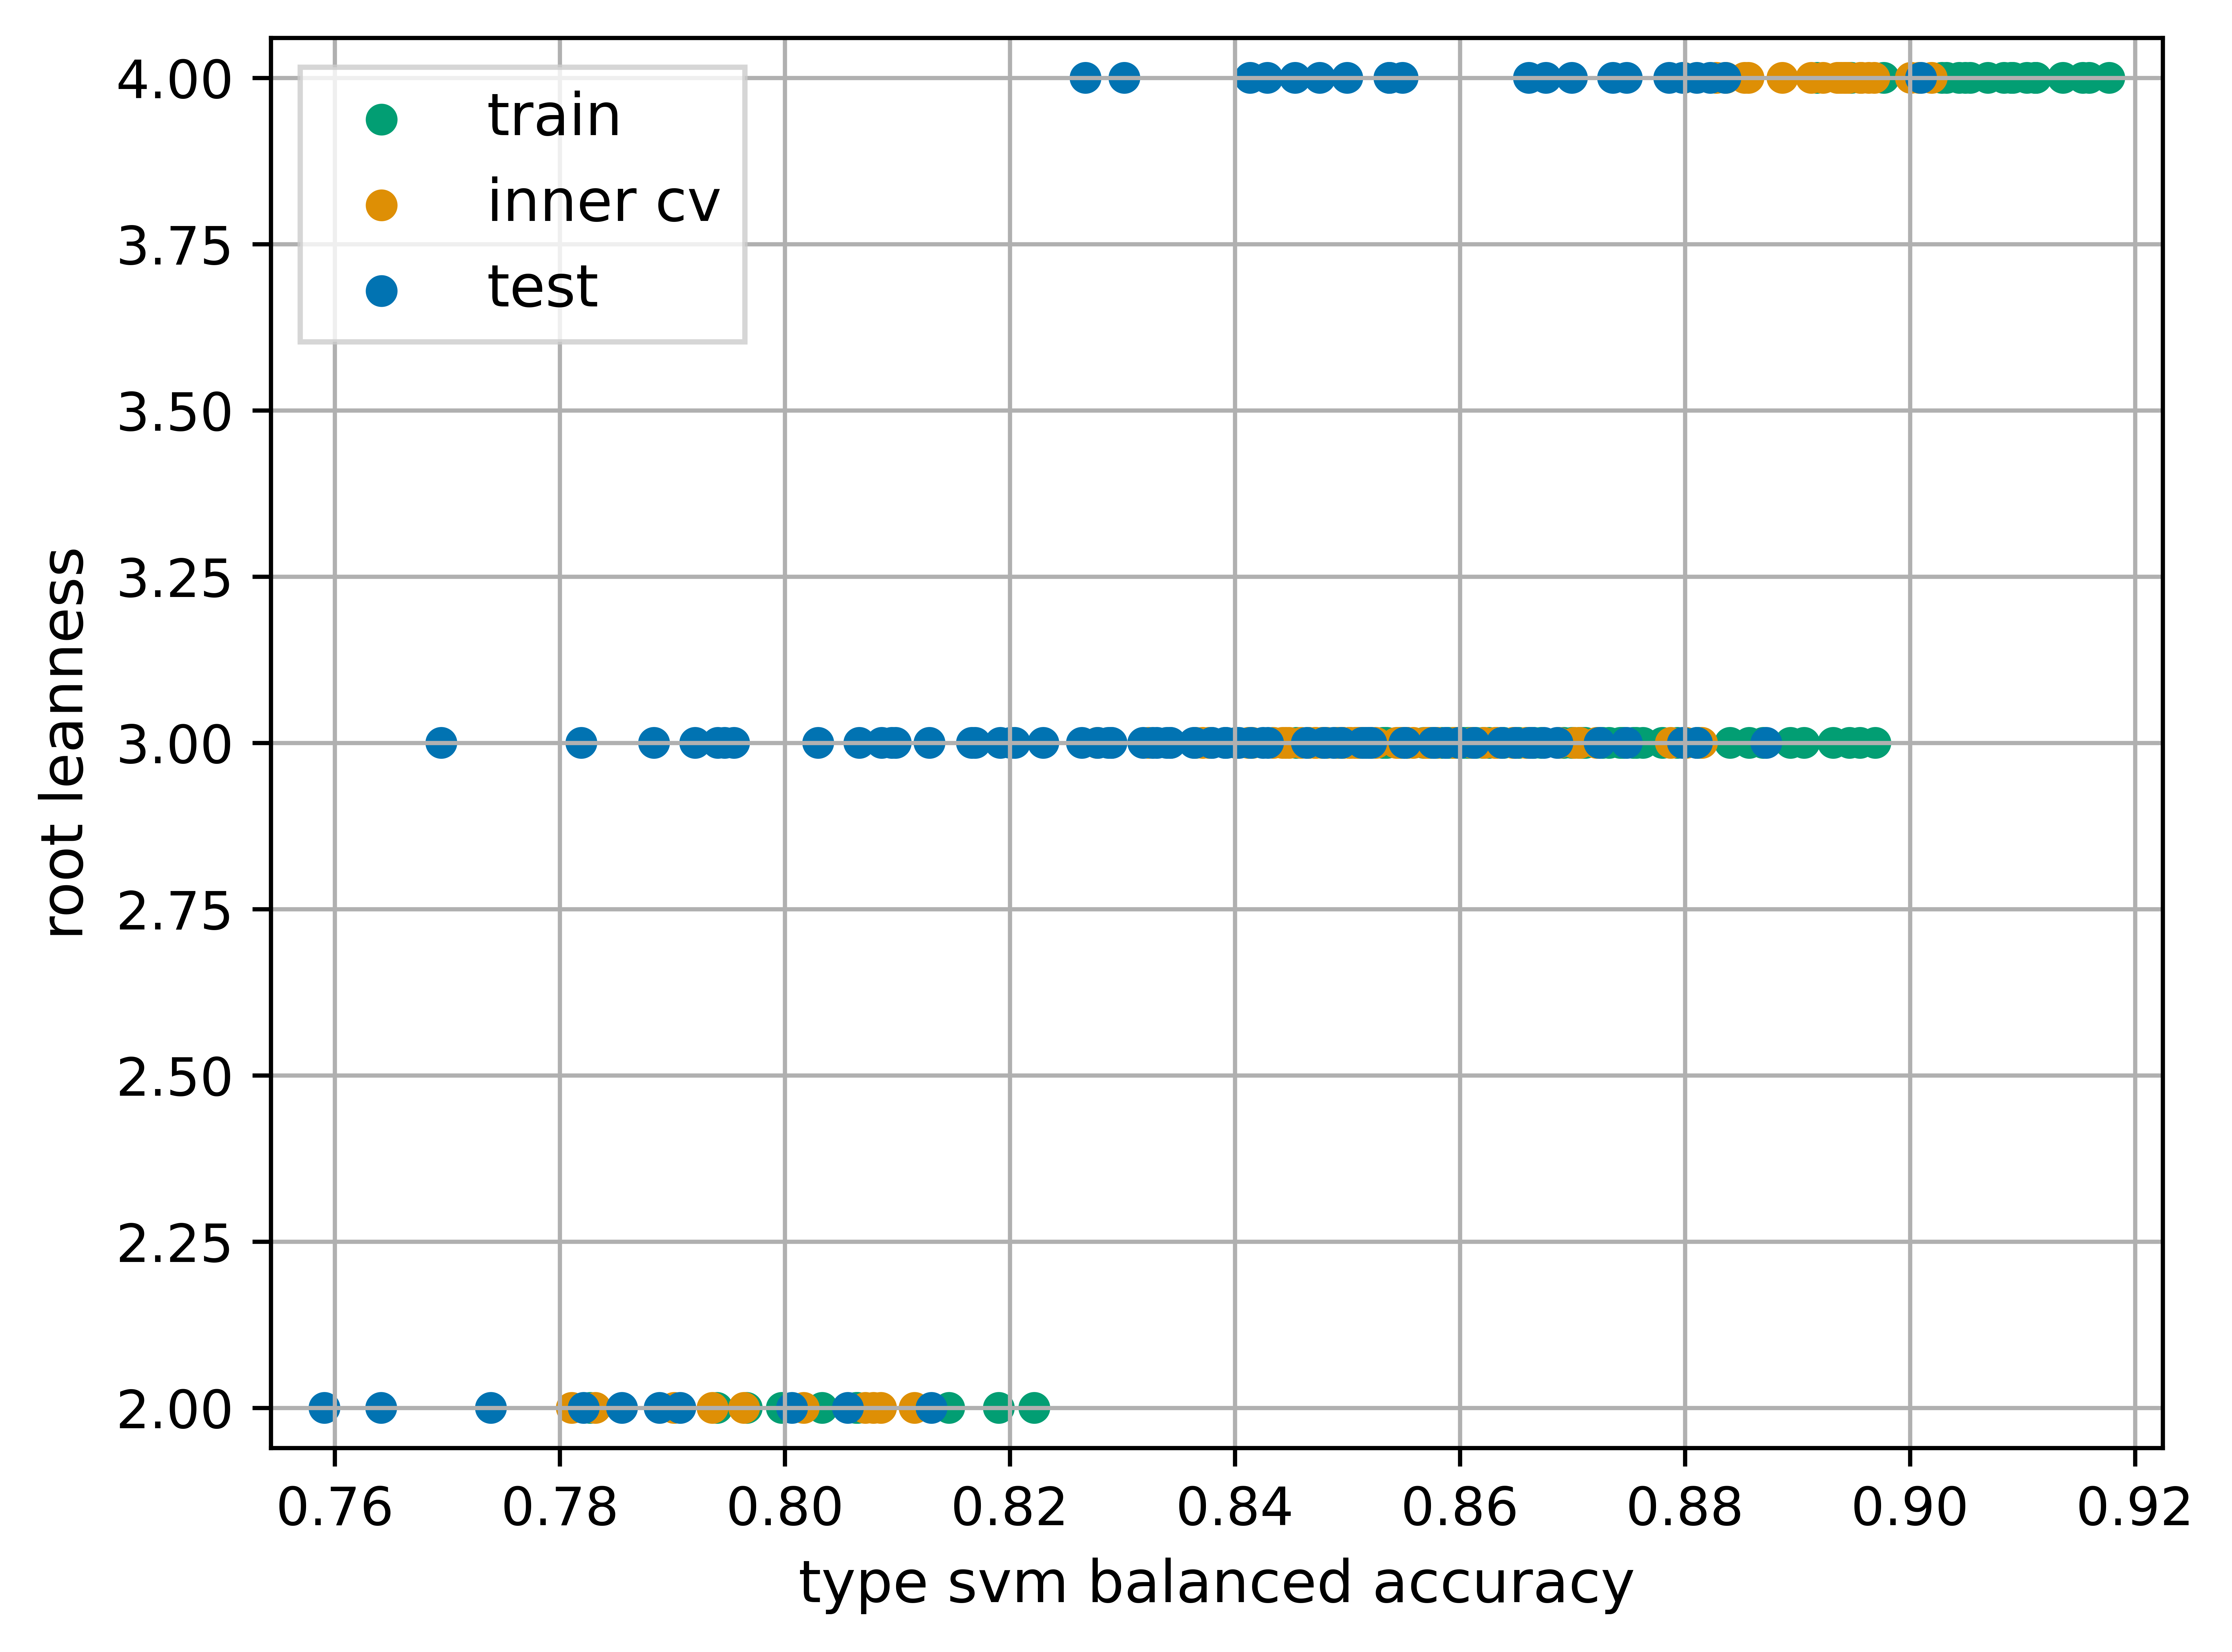 train
inner cv
test
4.00
3.75
3.50
3.25
3.00
2.75
2.50
2.25
2.00
root leanness
0.76 0.78 0.80 0.82 0.84 0.86 0.88 0.90 0.92
type svm balanced accuracy